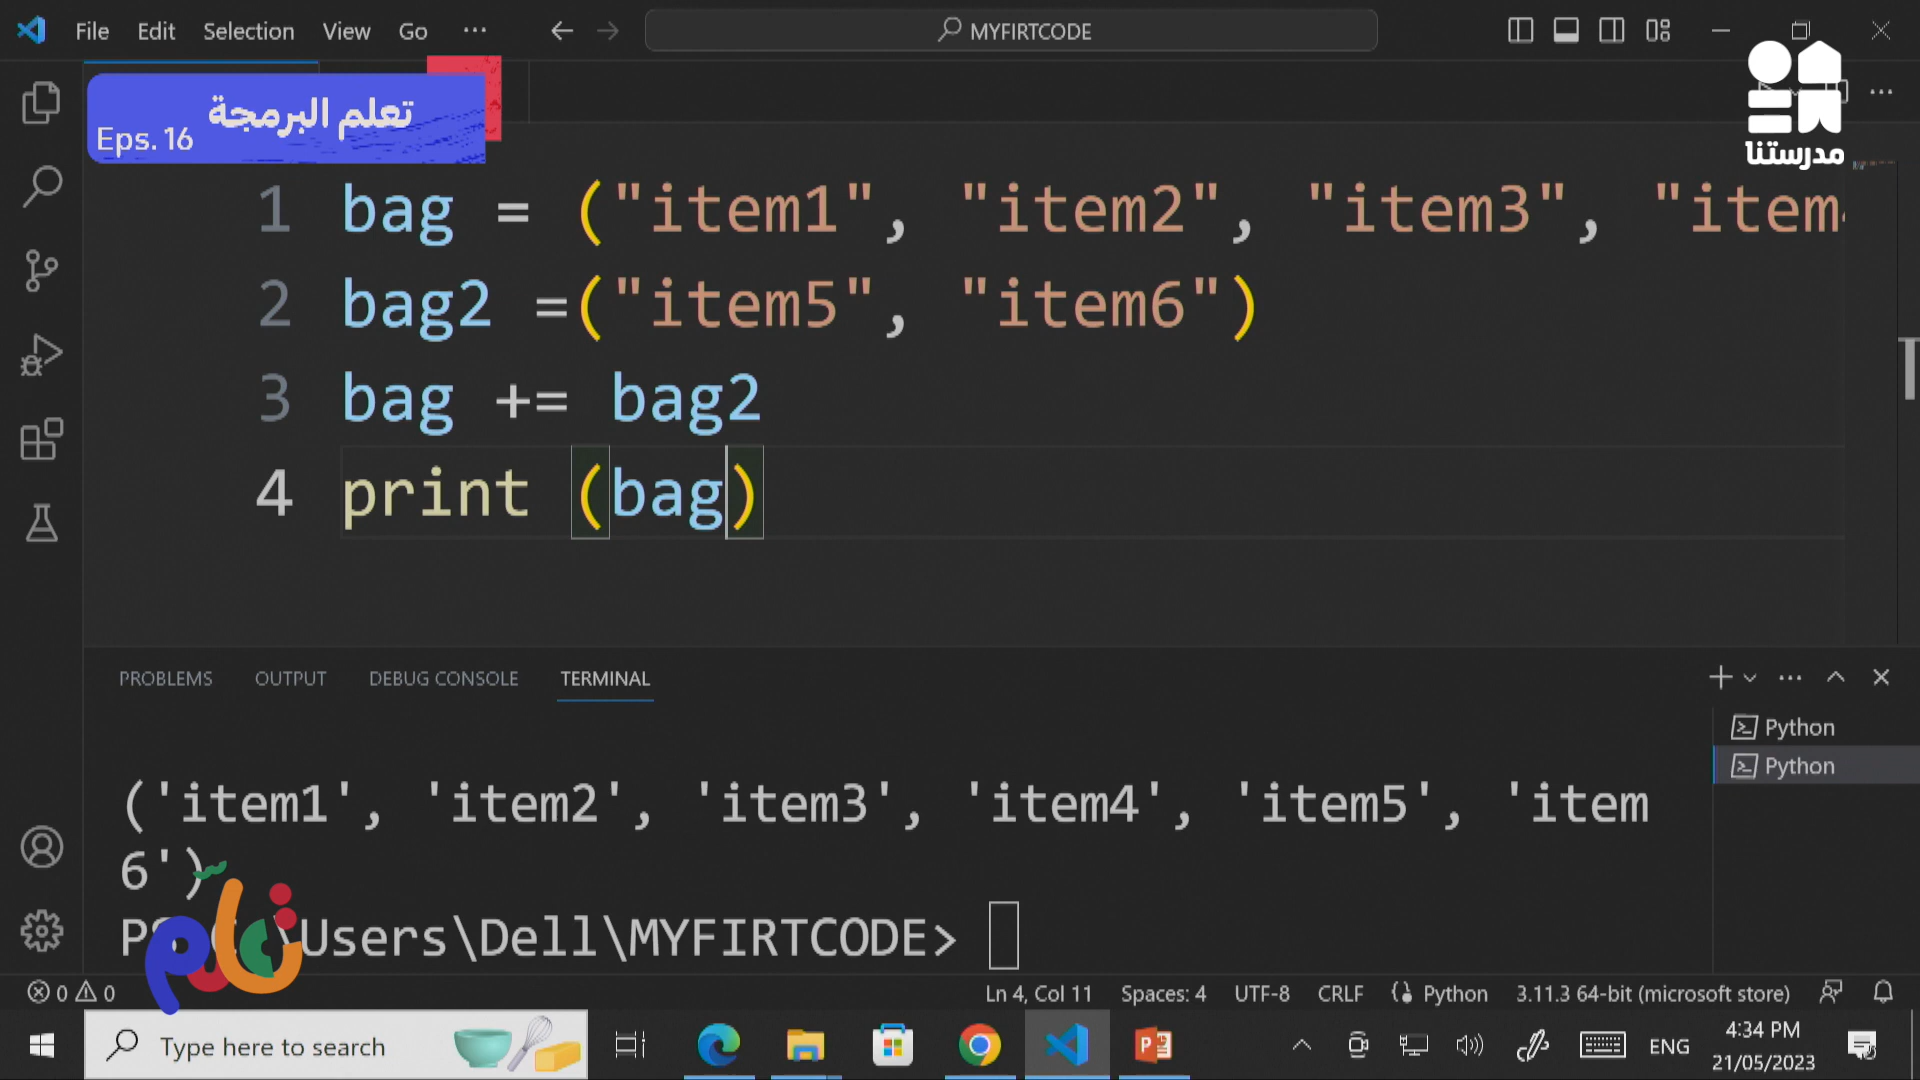 File Edit Selection View Go ··· MYFIRTCODE
تعلم البرمجة
Eps. 16
مدرستنا
1 bag = ("item1", "item2", "item3", "item
2 bag2 =("item5", "item6")
3 bag += bag2
4 print (bag)
PROBLEMS OUTPUT DEBUG CONSOLE TERMINAL
Python
Python
('item1', 'item2', 'item3', 'item4', 'item5', 'item
6')
\Users\Dell\MYFIRTCODE>
0 0 Ln 4, Col 11 Spaces: 4 UTF-8 CRLF Python 3.11.3 64-bit (microsoft store)
Type here to search
ENG
4:34 PM
21/05/2023